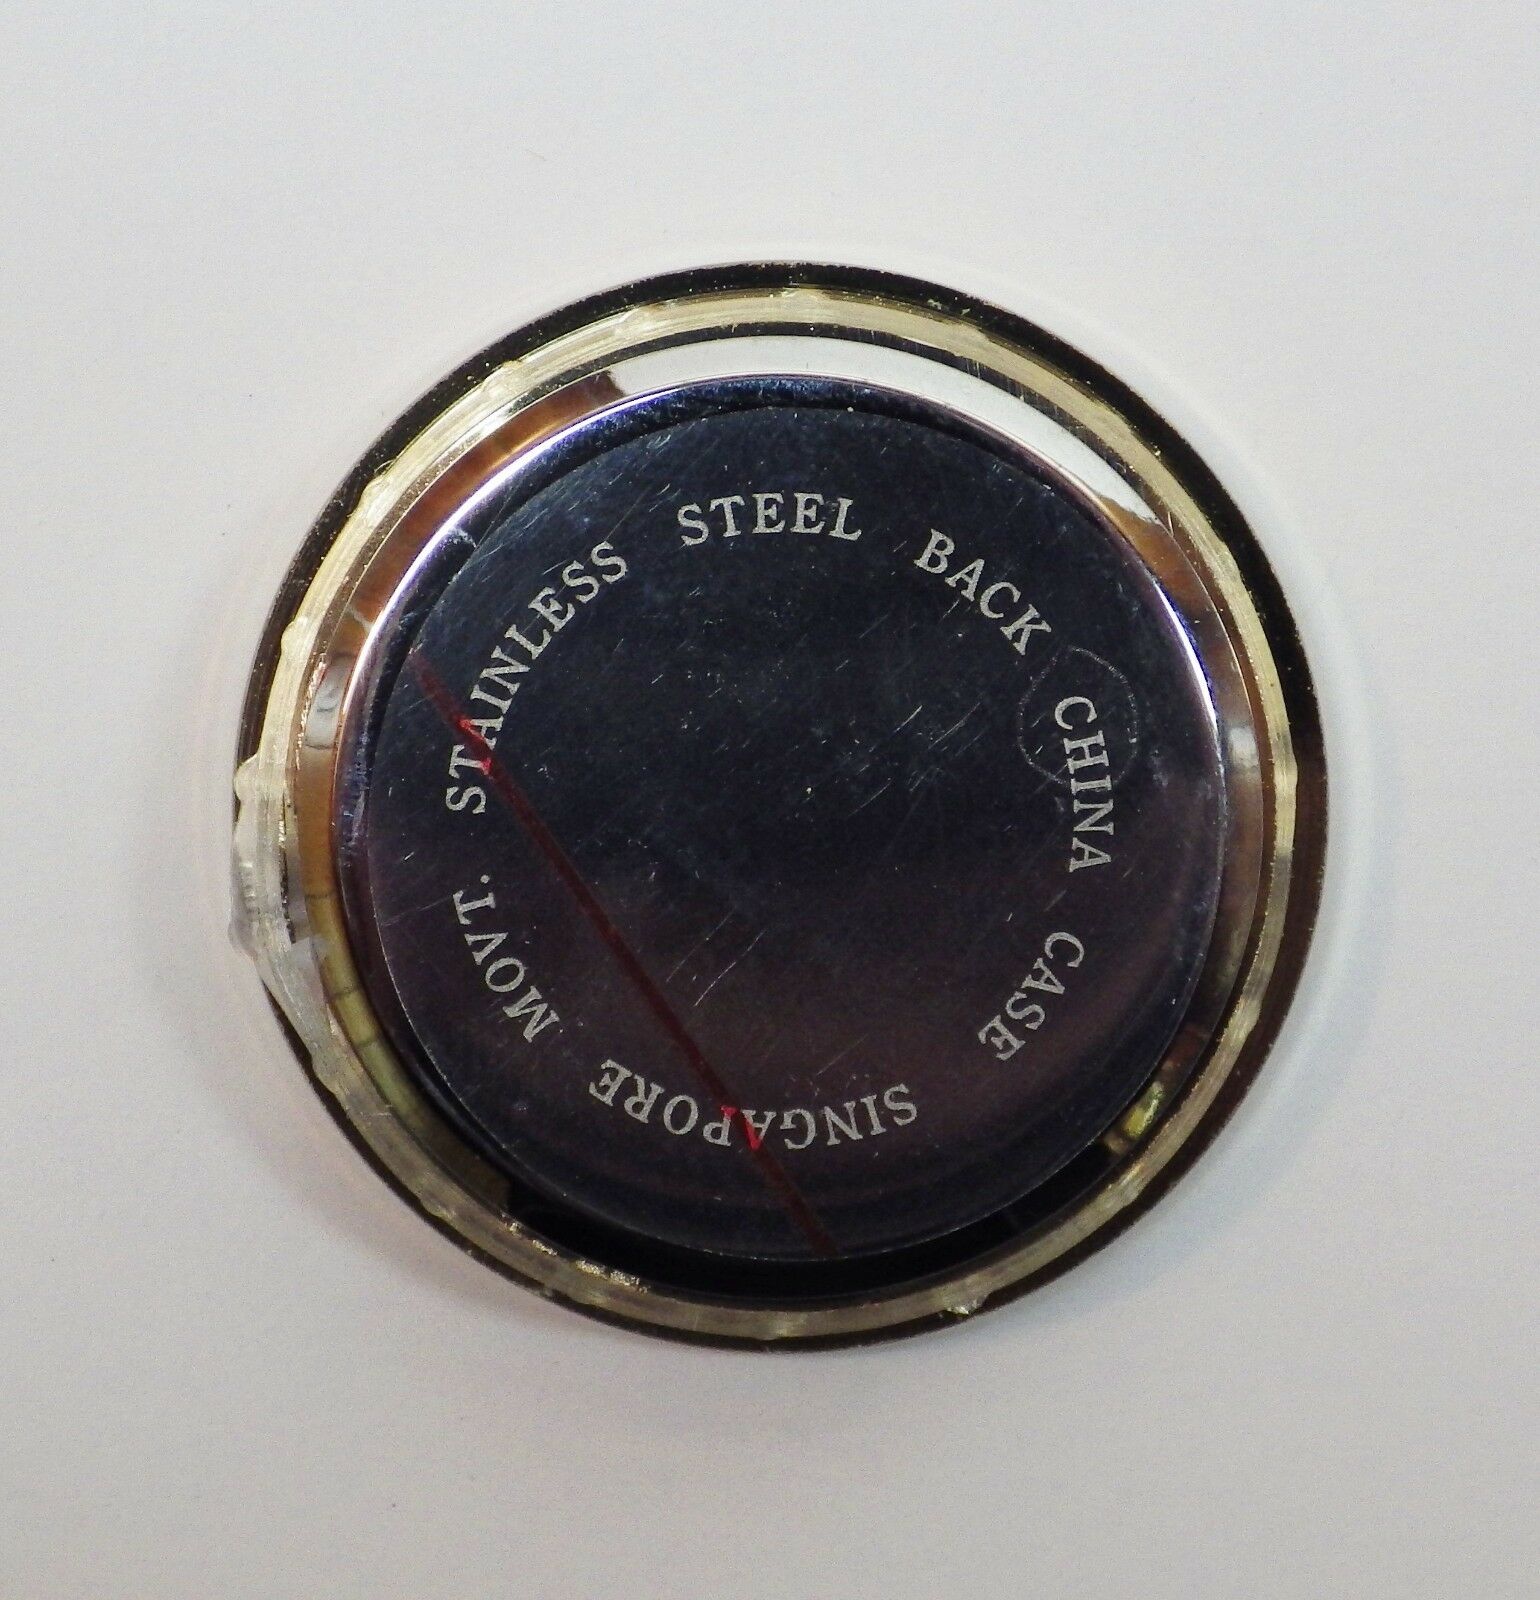 STAINLESS STEEL BACK CHINA CASE SINGAPORE MOVT.